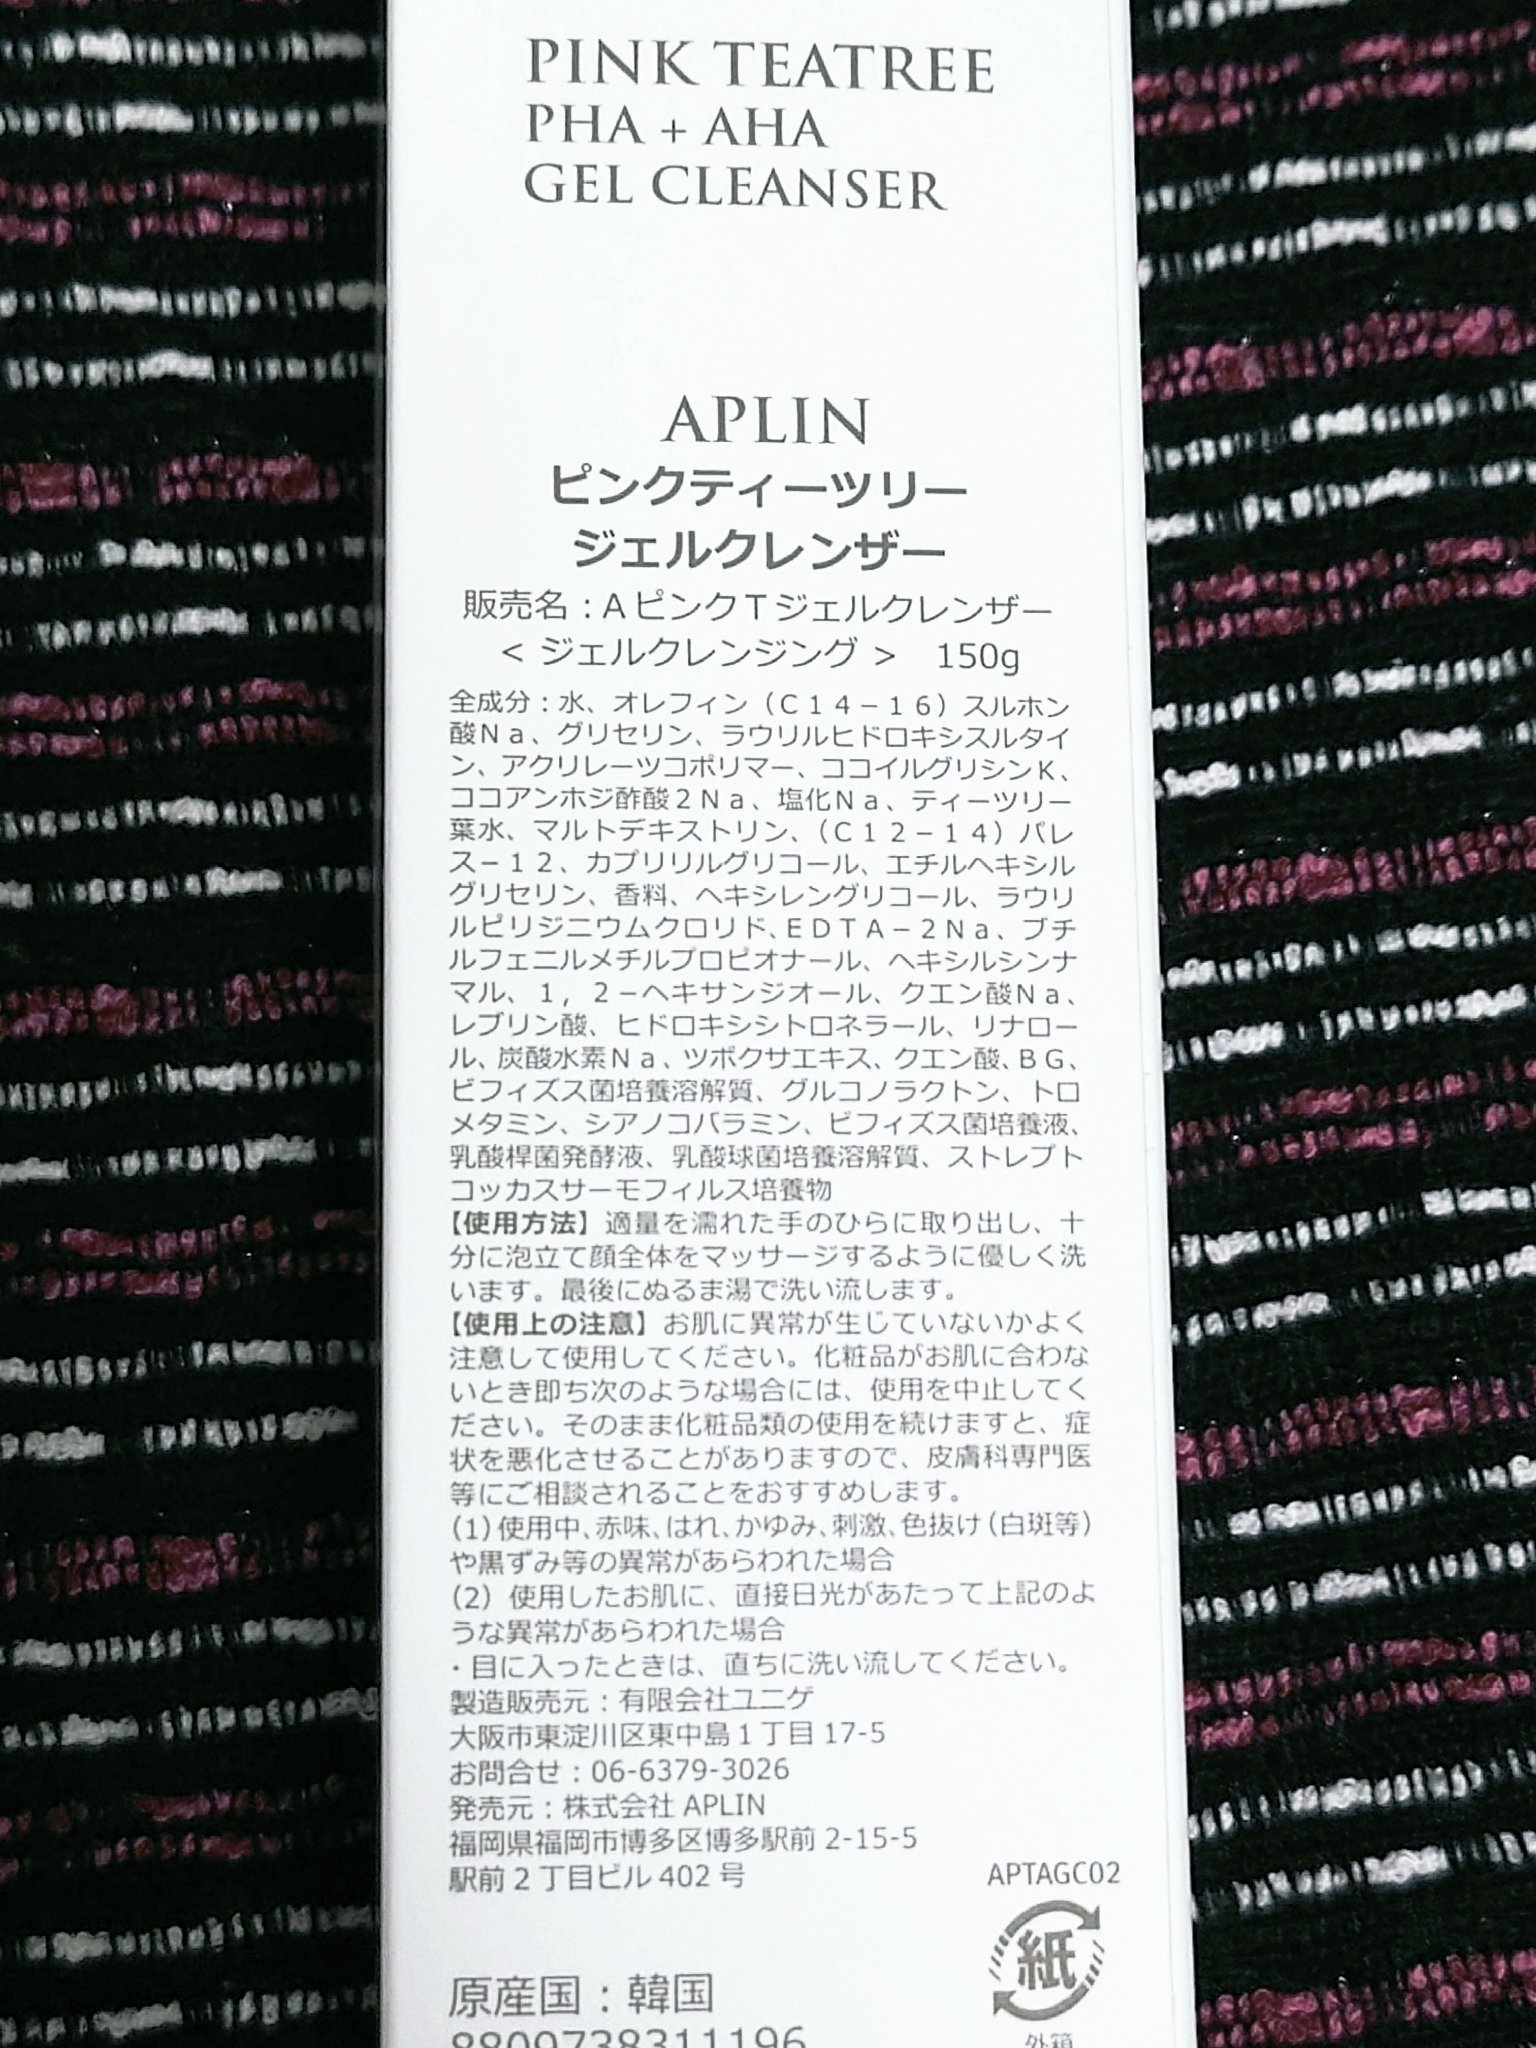 PINK TEATREE
PHA + AHA
GEL CLEANSER
APLIN
ピンクティーツリー
ジェルクレンザー
販売名：AピンクTジェルクレンザー
< ジェルクレンジング >　150g
全成分：水、オレフィン（C14－16）スルホン
酸Na、グリセリン、ラウリルヒドロキシスルタイ
ン、アクリレーツコポリマー、ココイルグリシンK、
ココアンホジ酢酸2Na、塩化Na、ティーツリー
葉水、マルトデキストリン、（C12－14）パレ
ス－12、カプリリルグリコール、エチルヘキシル
グリセリン、香料、ヘキシレングリコール、ラウリ
ルピリジニウムクロリド、EDTA－2Na、ブチ
ルフェニルメチルプロピオナール、ヘキシルシンナ
マル、1，2－ヘキサンジオール、クエン酸Na、
レブリン酸、ヒドロキシシトロネラール、リナロー
ル、炭酸水素Na、ツボクサエキス、クエン酸、BG、
ビフィズス菌培養溶解質、グルコノラクトン、トロ
メタミン、シアノコバラミン、ビフィズス菌培養液、
乳酸桿菌発酵液、乳酸球菌培養溶解質、ストレプト
コッカスサーモフィルス培養物
【使用方法】適量を濡れた手のひらに取り出し、十
分に泡立て顔全体をマッサージするように優しく洗
います。最後にぬるま湯で洗い流します。
【使用上の注意】お肌に異常が生じていないかよく
注意して使用してください。化粧品がお肌に合わな
いとき即ち次のような場合には、使用を中止してく
ださい。そのまま化粧品類の使用を続けますと、症
状を悪化させることがありますので、皮膚科専門医
等にご相談されることをおすすめします。
（1）使用中、赤味、はれ、かゆみ、刺激、色抜け（白斑等）
や黒ずみ等の異常があらわれた場合
（2）使用したお肌に、直接日光があたって上記のよ
うな異常があらわれた場合
・目に入ったときは、直ちに洗い流してください。
製造販売元：有限会社ユニゲ
大阪市東淀川区東中島1丁目17-5
お問合せ：06-6379-3026
発売元：株式会社APLIN
福岡県福岡市博多区博多駅前2-15-5
駅前2丁目ビル402号
APTAGC02
紙
外箱
原産国：韓国
8809738311196